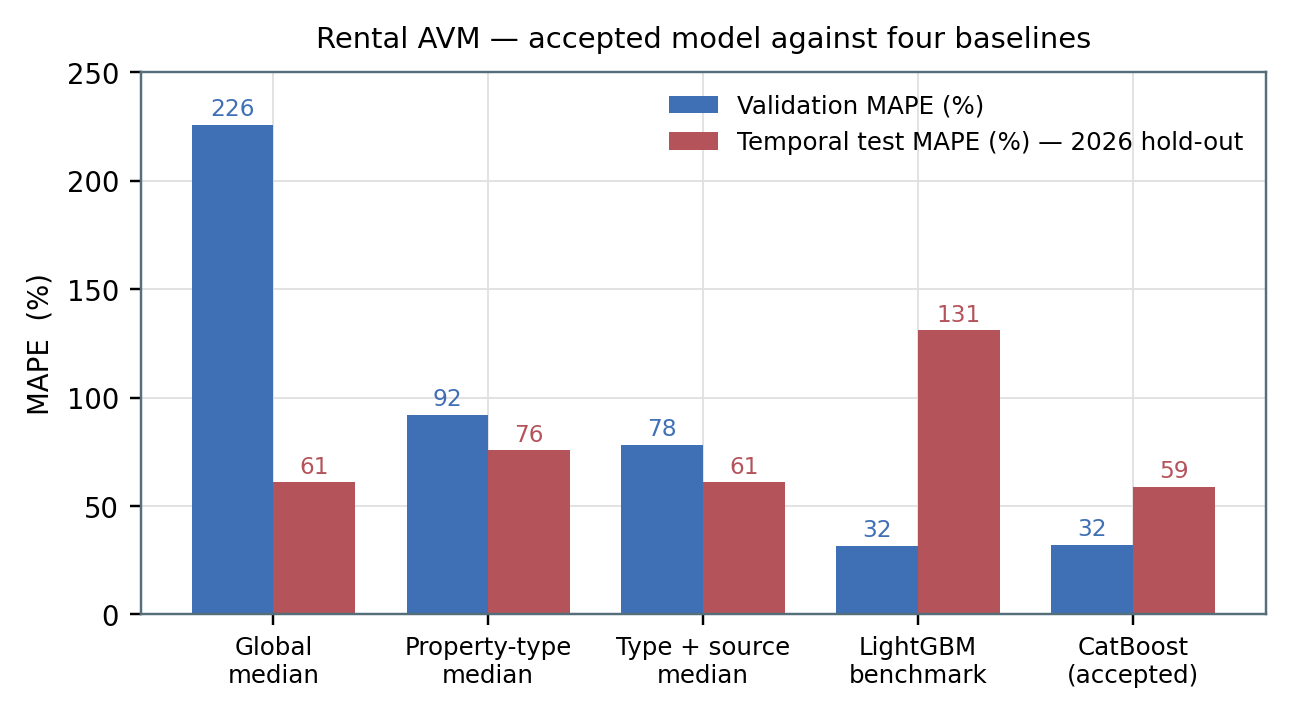 Rental AVM — accepted model against four baselines
Validation MAPE (%)
Temporal test MAPE (%) — 2026 hold-out
MAPE (%)
250
200
150
100
50
0
226
61
92
76
78
61
32
131
32
59
Global
median
Property-type
median
Type + source
median
LightGBM
benchmark
CatBoost
(accepted)